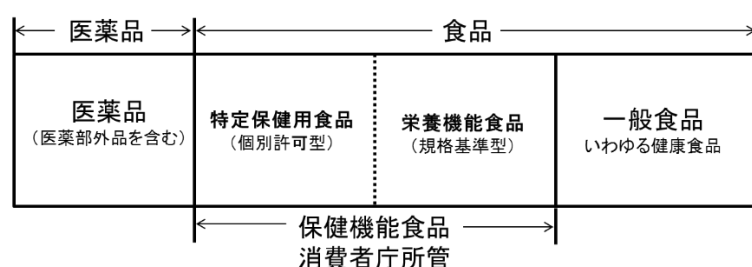 医薬品
食品
医薬品
(医薬部外品を含む)
特定保健用食品
(個別許可型)
栄養機能食品
(規格基準型)
一般食品
いわゆる健康食品
保健機能食品
消費者庁所管